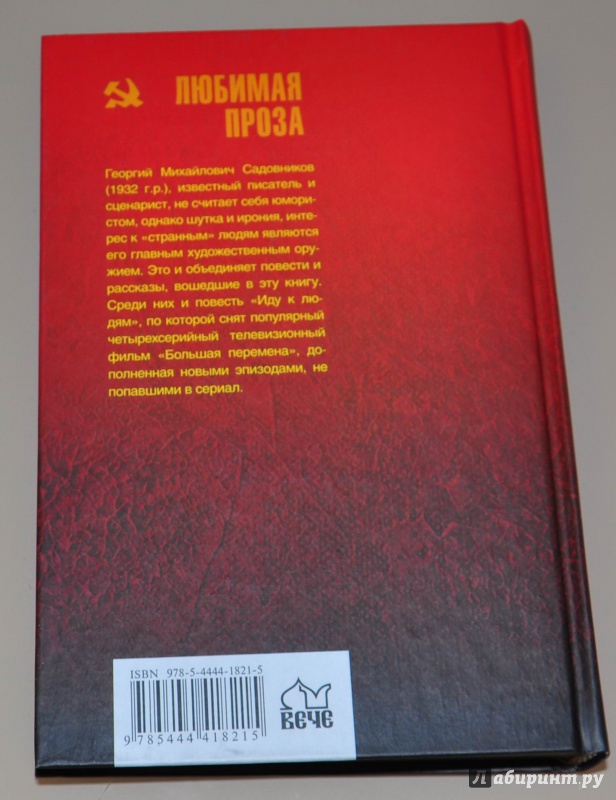 ЛЮБИМАЯ
ПРОЗА
Георгий Михайлович Садовников
(1932 г.р.), известный писатель и
сценарист, не считает себя юмори-
стом, однако шутка и ирония, инте-
рес к «странным» людям являются
его главным художественным ору-
жием. Это и объединяет повести и
рассказы, вошедшие в эту книгу.
Среди них и повесть «Иду к лю-
дям», по которой снят популярный
четырехсерийный телевизионный
фильм «Большая перемена», до-
полненная новыми эпизодами, не
попавшими в сериал.
ISBN 978-5-4444-1821-5
9 785444 418215
ВЕЧЕ
Лабиринт.ру